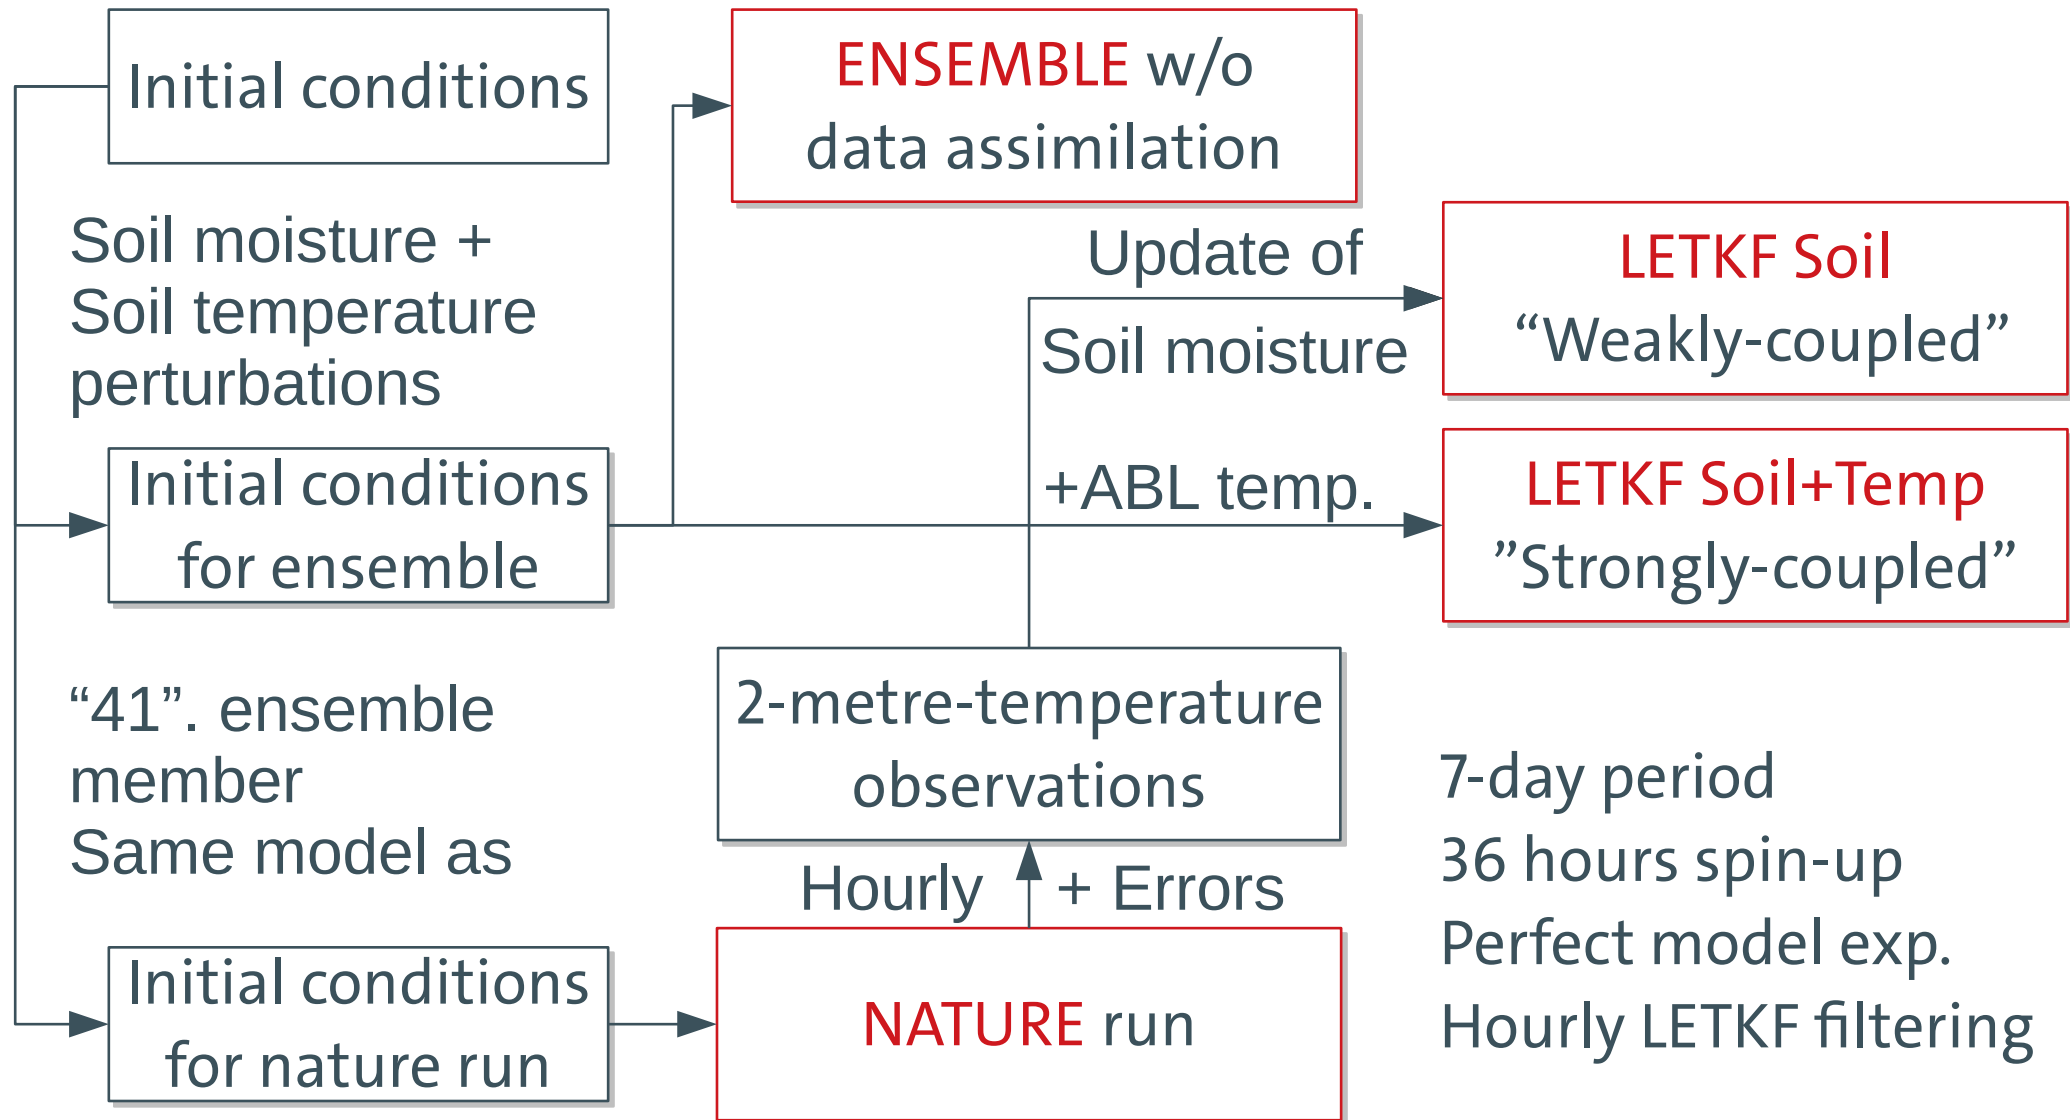 Initial conditions
ENSEMBLE w/o
data assimilation
Soil moisture +
Soil temperature
perturbations
Update of
Soil moisture
LETKF Soil
“Weakly-coupled”
Initial conditions
for ensemble
+ABL temp.
LETKF Soil+Temp
”Strongly-coupled”
“41”. ensemble
member
Same model as
2-metre-temperature
observations
Hourly + Errors
7-day period
36 hours spin-up
Perfect model exp.
Hourly LETKF filtering
Initial conditions
for nature run
NATURE run